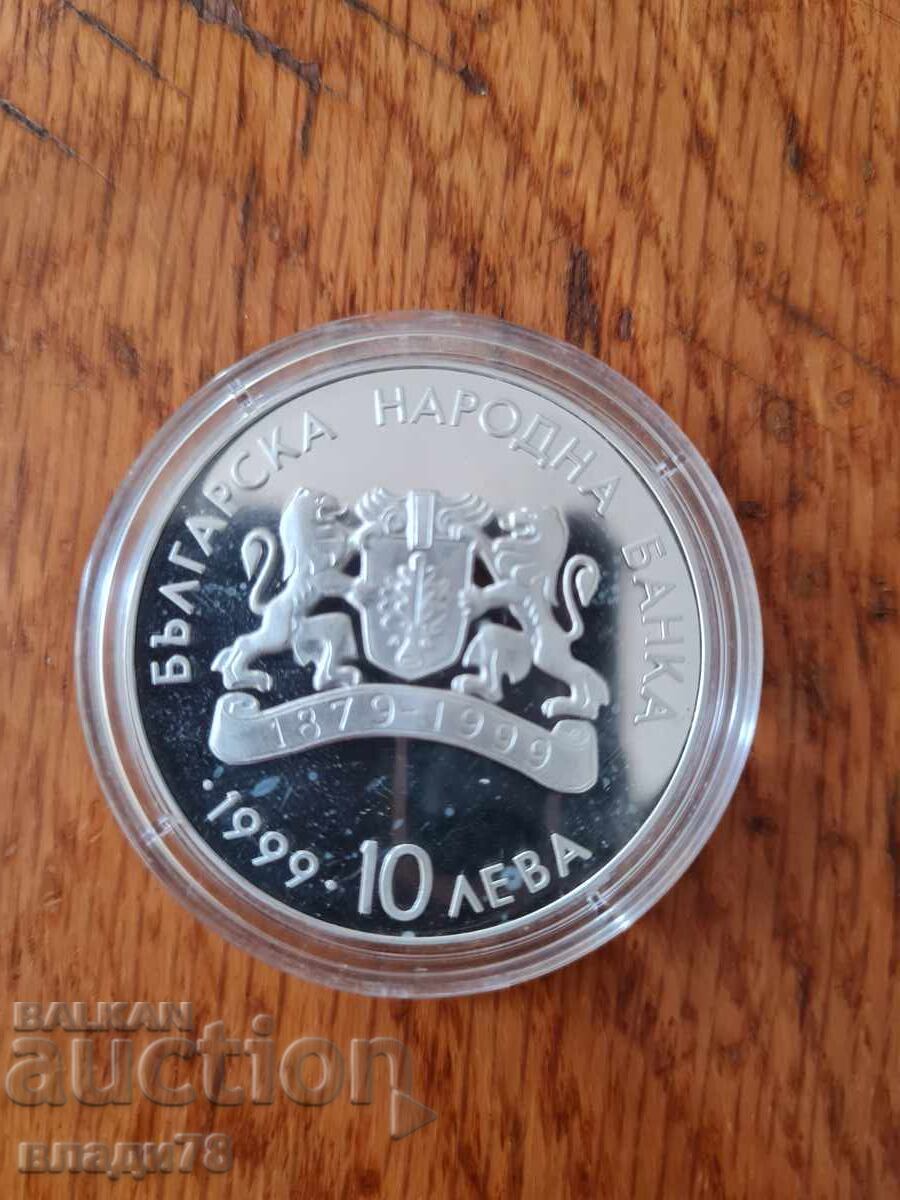 БЪЛГАРСКА НАРОДНА БАНКА
1879-1999
·1999· 10 ЛЕВА
BALKAN
auction
влади78